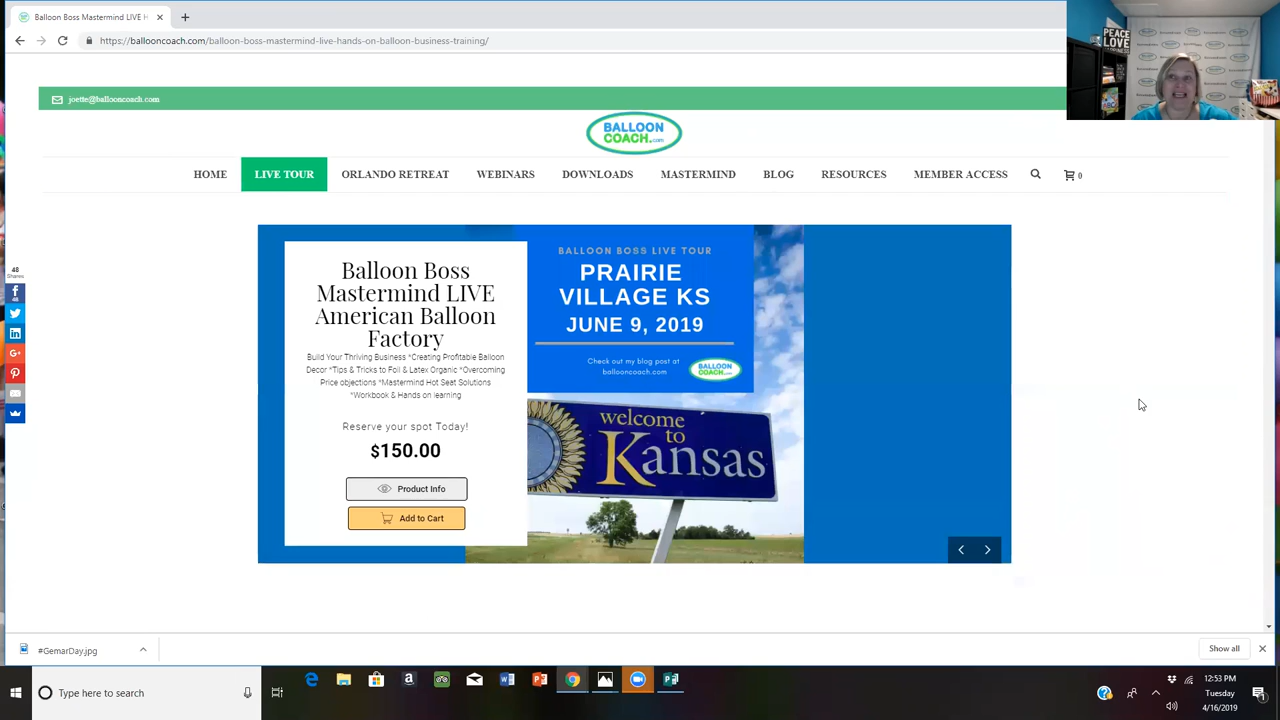 Balloon Boss Mastermind LIVE H
https://ballooncoach.com/balloon-boss-mastermind-live-hands-on-balloon-business-training/
PEACE
LOVE
joette@ballooncoach.com
BALLOON
COACH.com
HOME
LIVE TOUR
ORLANDO RETREAT
WEBINARS
DOWNLOADS
MASTERMIND
BLOG
RESOURCES
MEMBER ACCESS
0
48
Shares
48
Balloon Boss
Mastermind LIVE
American Balloon
Factory
Build Your Thriving Business *Creating Profitable Balloon
Decor *Tips & Tricks to Foil & Latex Organic *Overcoming
Price objections *Mastermind Hot Seat Solutions
*Workbook & Hands on learning
Reserve your spot Today!
$150.00
Product Info
Add to Cart
BALLOON BOSS LIVE TOUR
PRAIRIE
VILLAGE KS
JUNE 9, 2019
Check out my blog post at
ballooncoach.com
BALLOON
COACH.com
welcome
to
Kansas
#GemarDay.jpg
Show all
Type here to search
12:53 PM
Tuesday
4/16/2019
1